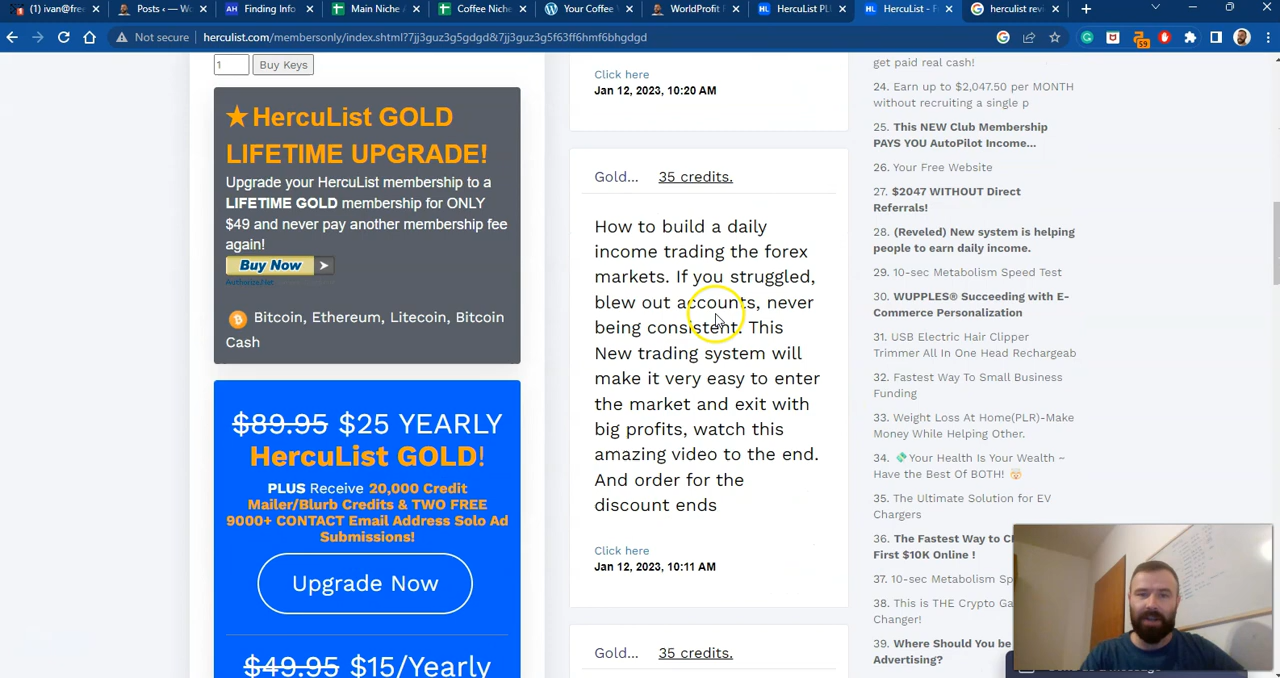 (1) ivan@fre
Posts ‹ — Wo
Finding Info
Main Niche
Coffee Niche
Your Coffee
WorldProfit
HercuList PL
HercuList - F
herculist revi
Not secure
herculist.com/membersonly/index.shtml?7jj3guz3g5gdgd&7jj3guz3g5f63ff6hmf6bhgdgd
59
1
Buy Keys
★HercuList GOLD
LIFETIME UPGRADE!
Upgrade your HercuList membership to a
LIFETIME GOLD membership for ONLY
$49 and never pay another membership fee
again!
Buy Now
Authorize.Net
Bitcoin, Ethereum, Litecoin, Bitcoin
Cash
$89.95 $25 YEARLY
HercuList GOLD!
PLUS Receive 20,000 Credit
Mailer/Blurb Credits & TWO FREE
9000+ CONTACT Email Address Solo Ad
Submissions!
Upgrade Now
$49.95 $15/Yearly
Click here
Jan 12, 2023, 10:20 AM
Gold... 35 credits.
How to build a daily
income trading the forex
markets. If you struggled,
blew out accounts, never
being consistent. This
New trading system will
make it very easy to enter
the market and exit with
big profits, watch this
amazing video to the end.
And order for the
discount ends
Click here
Jan 12, 2023, 10:11 AM
Gold... 35 credits.
get paid real cash!
24. Earn up to $2,047.50 per MONTH
without recruiting a single p
25. This NEW Club Membership
PAYS YOU AutoPilot Income...
26. Your Free Website
27. $2047 WITHOUT Direct
Referrals!
28. (Reveled) New system is helping
people to earn daily income.
29. 10-sec Metabolism Speed Test
30. WUPPLES® Succeeding with E-
Commerce Personalization
31. USB Electric Hair Clipper
Trimmer All In One Head Rechargeab
32. Fastest Way To Small Business
Funding
33. Weight Loss At Home(PLR)-Make
Money While Helping Other.
34. 💸Your Health Is Your Wealth –
Have the Best Of BOTH! 🤯
35. The Ultimate Solution for EV
Chargers
36. The Fastest Way to
First $10K Online !
37. 10-sec Metabolism Sp
38. This is THE Crypto Ga
Changer!
39. Where Should You be
Advertising?